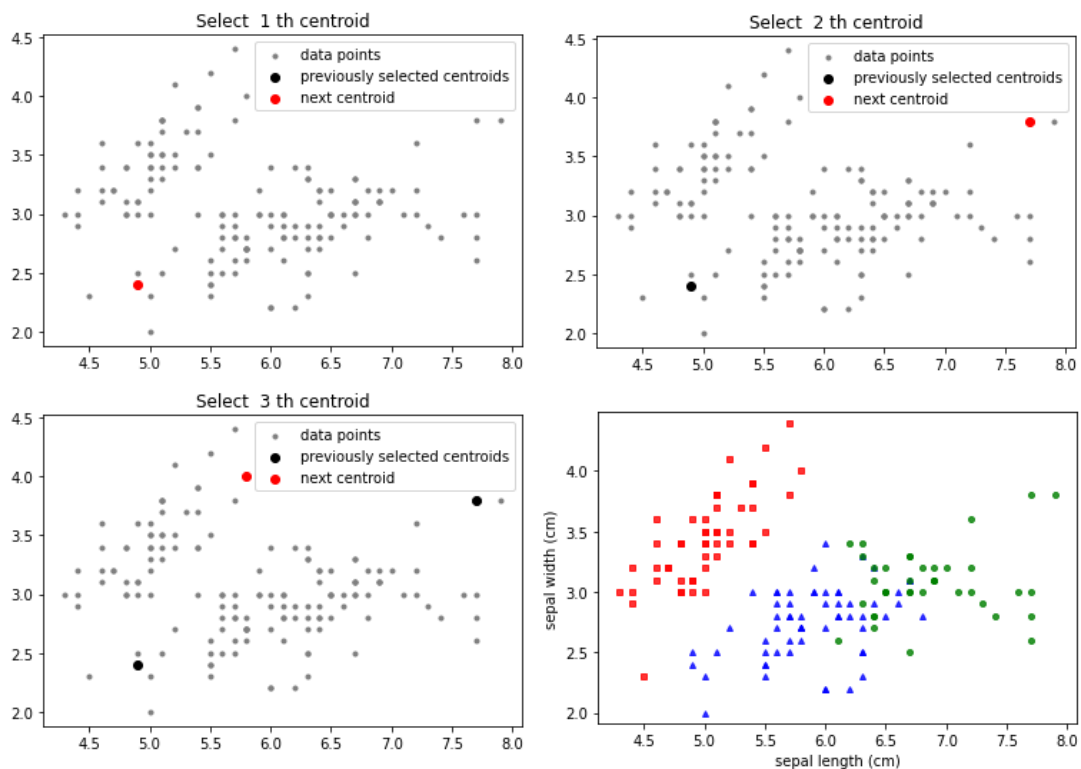 Select 1 th centroid
4.5
4.0
3.5
3.0
2.5
2.0
data points
previously selected centroids
next centroid
4.5 5.0 5.5 6.0 6.5 7.0 7.5 8.0
Select 2 th centroid
4.5
4.0
3.5
3.0
2.5
2.0
data points
previously selected centroids
next centroid
4.5 5.0 5.5 6.0 6.5 7.0 7.5 8.0
Select 3 th centroid
4.5
4.0
3.5
3.0
2.5
2.0
data points
previously selected centroids
next centroid
4.5 5.0 5.5 6.0 6.5 7.0 7.5 8.0
sepal width (cm)
4.0
3.5
3.0
2.5
2.0
4.5 5.0 5.5 6.0 6.5 7.0 7.5 8.0
sepal length (cm)